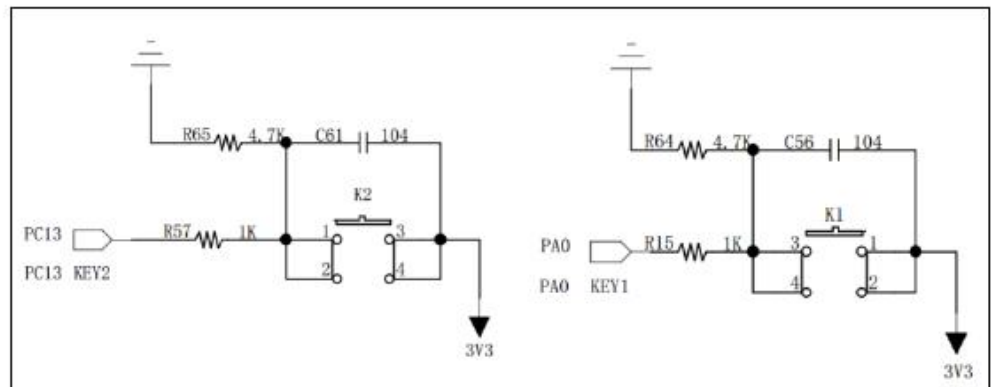 R65 4.7K C61 104
K2
PC13 R57 1K 1 3
PC13 KEY2 2 4
3V3
R64 4.7K C56 104
K1
PA0 R15 1K 3 1
PA0 KEY1 4 2
3V3